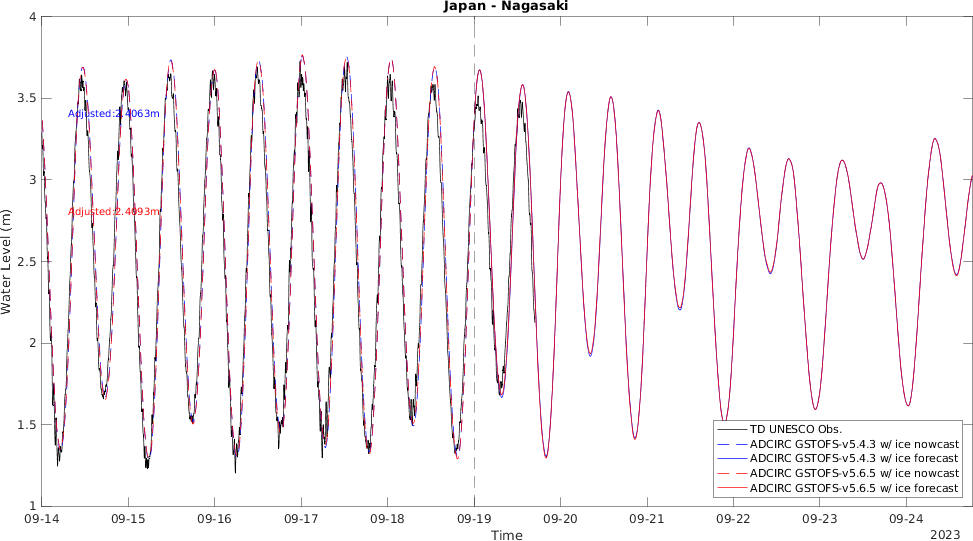 Japan - Nagasaki
4
3.5
3
2.5
2
1.5
1
Water Level (m)
Adjusted:2.4063m
Adjusted:2.4093m
TD UNESCO Obs.
ADCIRC GSTOFS-v5.4.3 w/ ice nowcast
ADCIRC GSTOFS-v5.4.3 w/ ice forecast
ADCIRC GSTOFS-v5.6.5 w/ ice nowcast
ADCIRC GSTOFS-v5.6.5 w/ ice forecast
09-14 09-15 09-16 09-17 09-18 09-19 09-20 09-21 09-22 09-23 09-24
Time
2023